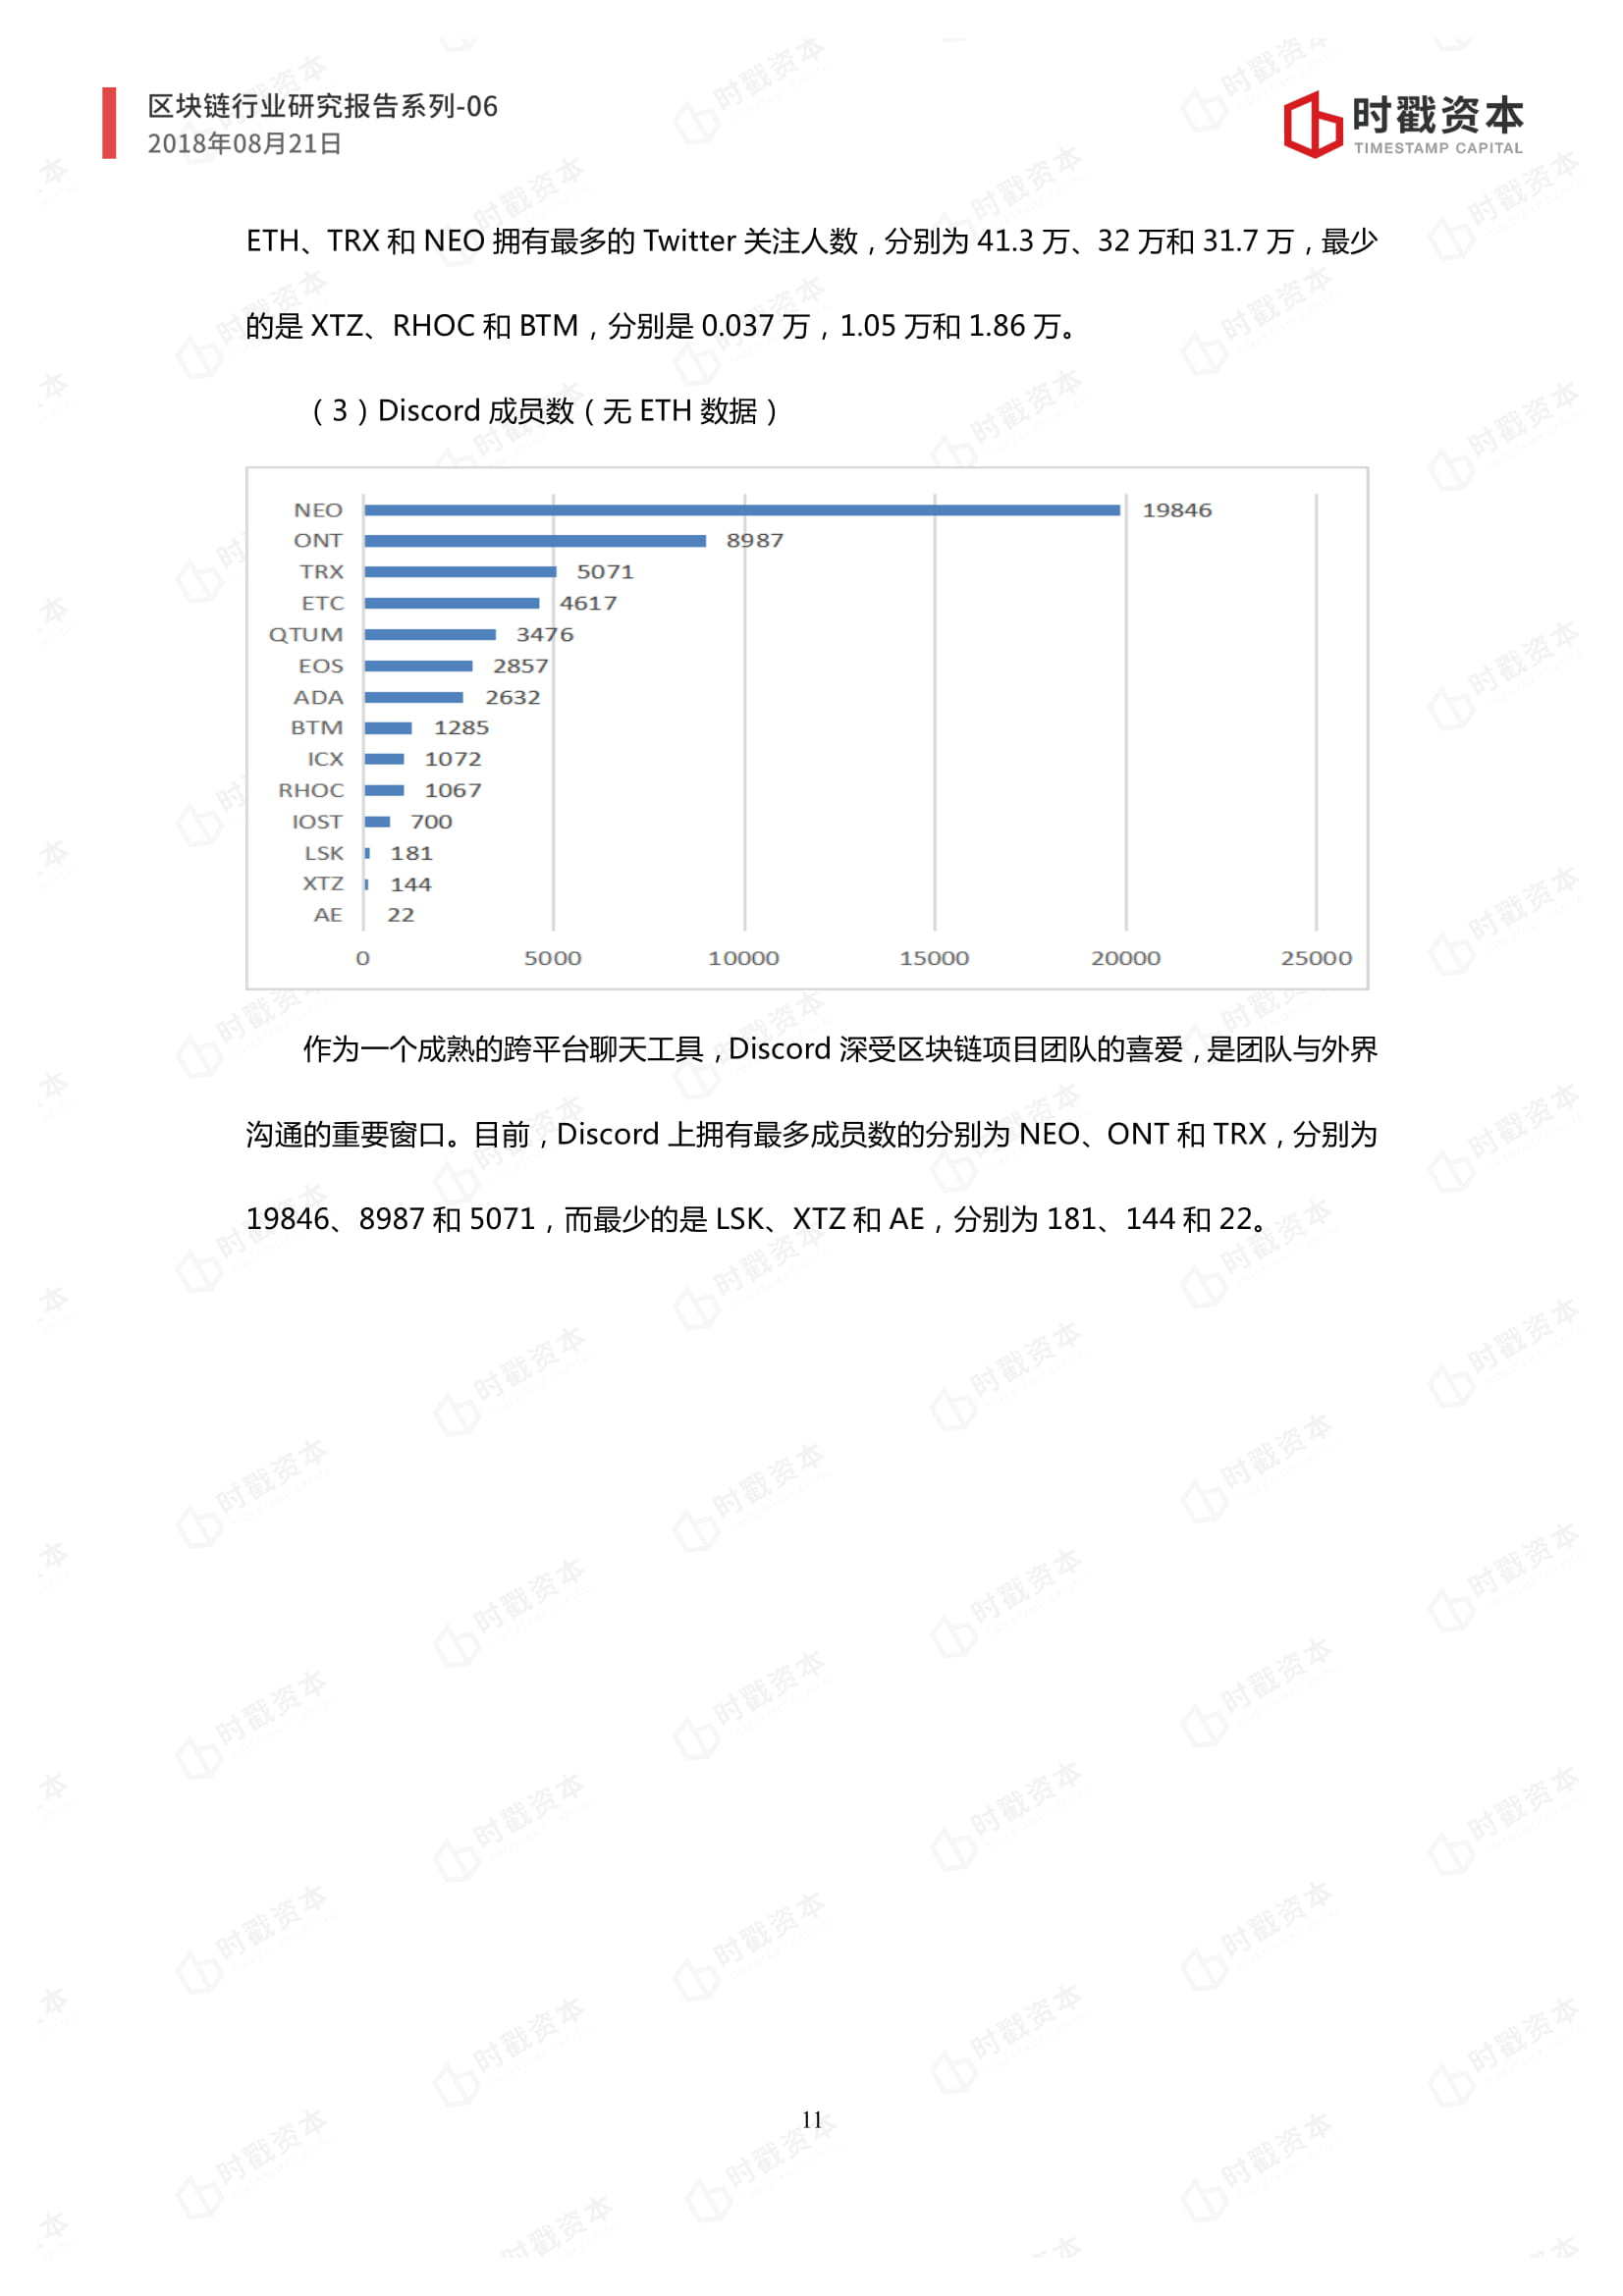 区块链行业研究报告系列-06
2018年08月21日
时戳资本
TIMESTAMP CAPITAL
ETH、TRX 和 NEO 拥有最多的 Twitter 关注人数，分别为 41.3 万、32 万和 31.7 万，最少
的是 XTZ、RHOC 和 BTM，分别是 0.037 万，1.05 万和 1.86 万。
（3）Discord 成员数（无 ETH 数据）
NEO 19846
ONT 8987
TRX 5071
ETC 4617
QTUM 3476
EOS 2857
ADA 2632
BTM 1285
ICX 1072
RHOC 1067
IOST 700
LSK 181
XTZ 144
AE 22
0 5000 10000 15000 20000 25000
作为一个成熟的跨平台聊天工具，Discord 深受区块链项目团队的喜爱，是团队与外界
沟通的重要窗口。目前，Discord 上拥有最多成员数的分别为 NEO、ONT 和 TRX，分别为
19846、8987 和 5071，而最少的是 LSK、XTZ 和 AE，分别为 181、144 和 22。
11